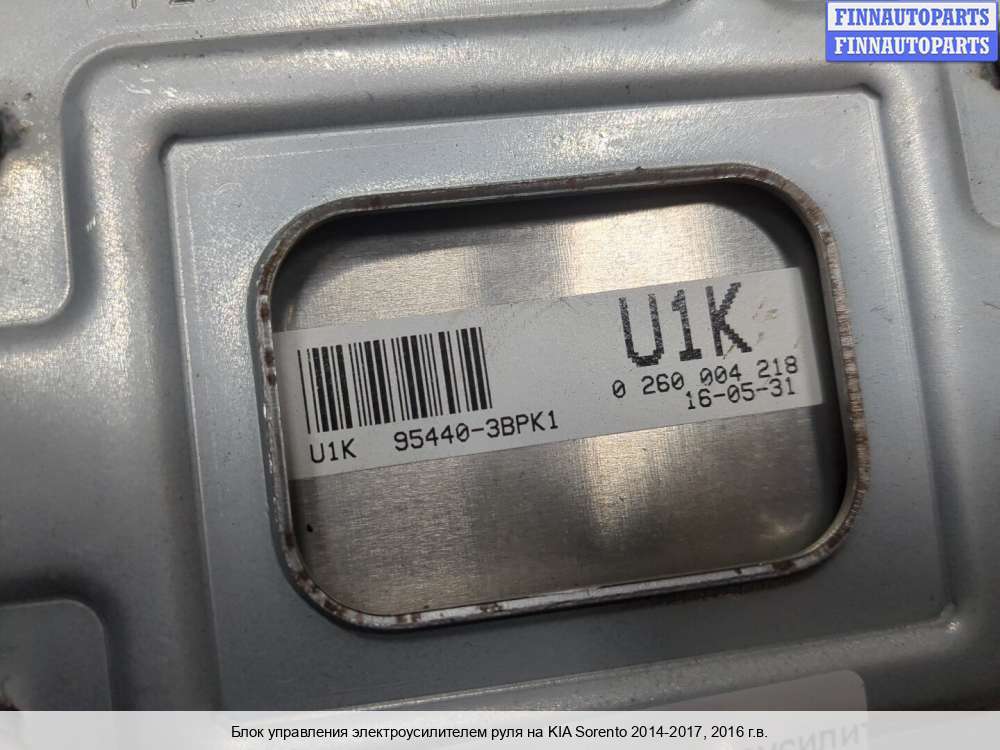 FINNAUTOPARTS
FINNAUTOPARTS
U1K
0 260 004 218
16-05-31
U1K 95440-3BPK1
Блок управления электроусилителем руля на KIA Sorento 2014-2017, 2016 г.в.